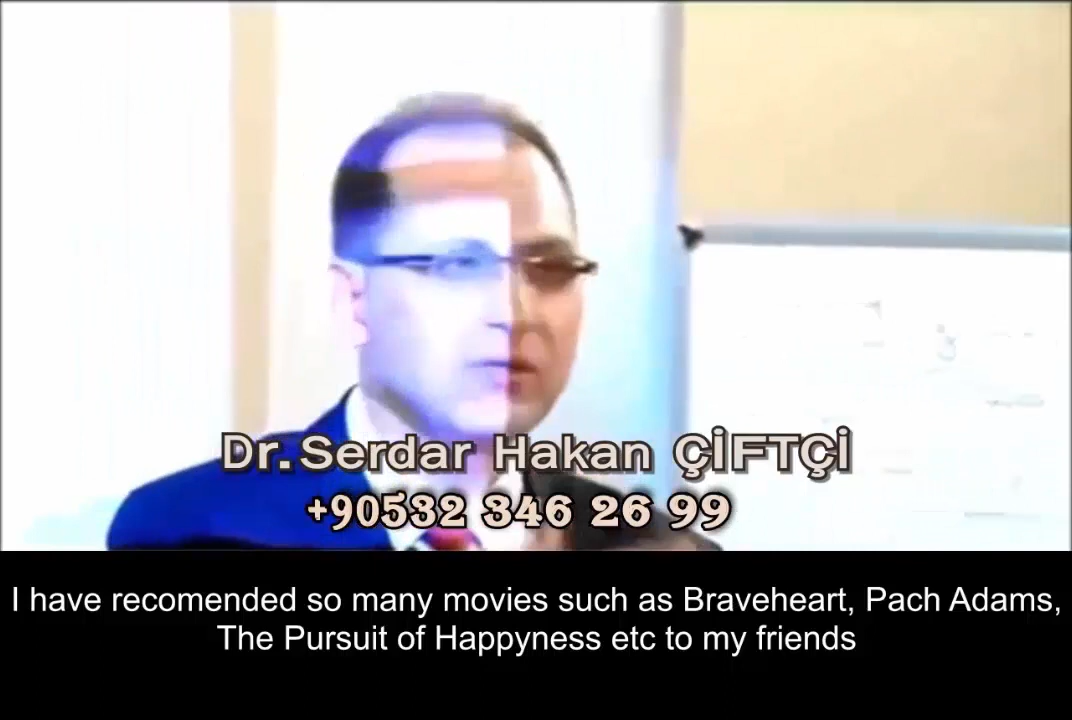 Dr. Serdar Hakan ÇİFTÇİ
+90532 346 26 99
I have recomended so many movies such as Braveheart, Pach Adams,
The Pursuit of Happyness etc to my friends